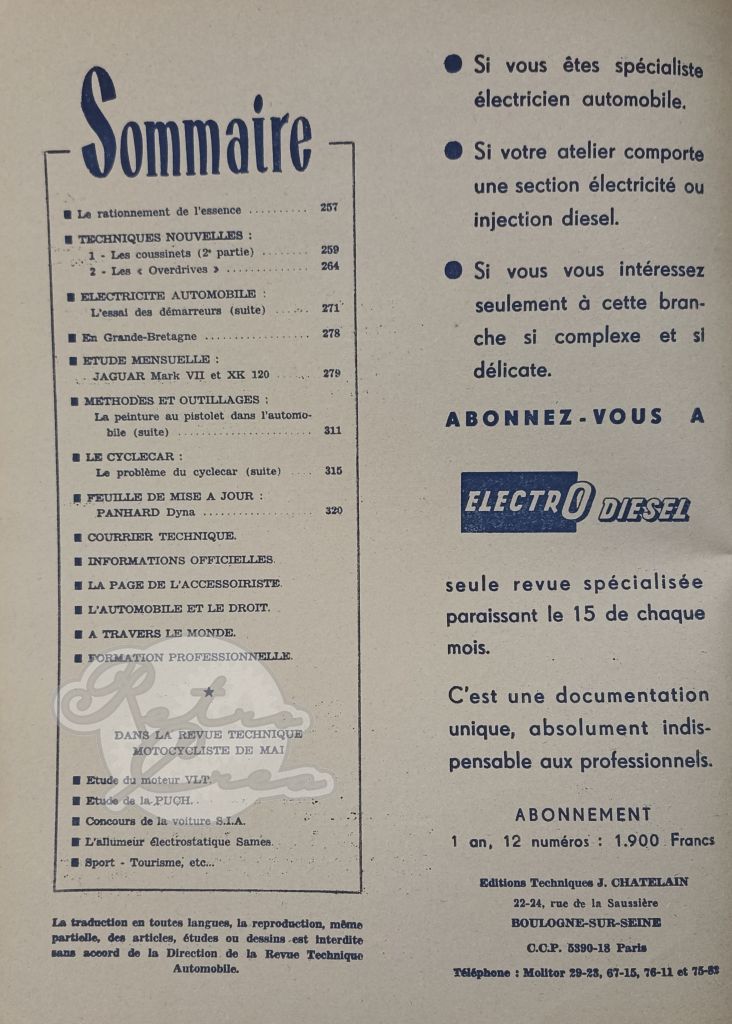 Sommaire
■ Le rationnement de l'essence .......... 257
■ TECHNIQUES NOUVELLES :
1 - Les coussinets (2e partie) ........ 259
2 - Les « Overdrives » ............. 264
■ ELECTRICITE AUTOMOBILE :
L'essai des démarreurs (suite) ...... 271
■ En Grande-Bretagne ................. 278
■ ETUDE MENSUELLE :
JAGUAR Mark VII et XK 120 ..... 279
■ METHODES ET OUTILLAGES :
La peinture au pistolet dans l'automo-
bile (suite) ...................... 311
■ LE CYCLECAR :
Le problème du cyclecar (suite) .... 315
■ FEUILLE DE MISE A JOUR :
PANHARD Dyna ................. 320
■ COURRIER TECHNIQUE.
■ INFORMATIONS OFFICIELLES.
■ LA PAGE DE L'ACCESSOIRISTE.
■ L'AUTOMOBILE ET LE DROIT.
■ A TRAVERS LE MONDE.
■ FORMATION PROFESSIONNELLE.
★
DANS LA REVUE TECHNIQUE
MOTOCYCLISTE DE MAI
■ Etude du moteur VLT.
■ Etude de la PUCH.
■ Concours de la voiture S.I.A.
■ L'allumeur électrostatique Sames.
■ Sport - Tourisme, etc...
La traduction en toutes langues, la reproduction, même
partielle, des articles, études ou dessins est interdite
sans accord de la Direction de la Revue Technique
Automobile.
● Si vous êtes spécialiste
électricien automobile.
● Si votre atelier comporte
une section électricité ou
injection diesel.
● Si vous vous intéressez
seulement à cette bran-
che si complexe et si
délicate.
ABONNEZ-VOUS A
ELECTRO DIESEL
seule revue spécialisée
paraissant le 15 de chaque
mois.
C'est une documentation
unique, absolument indis-
pensable aux professionnels.
ABONNEMENT
1 an, 12 numéros : 1.900 Francs
Editions Techniques J. CHATELAIN
22-24, rue de la Saussière
BOULOGNE-SUR-SEINE
C.C.P. 5390-18 Paris
Téléphone : Molitor 29-23, 67-15, 76-11 et 75-82
Retro
Crea